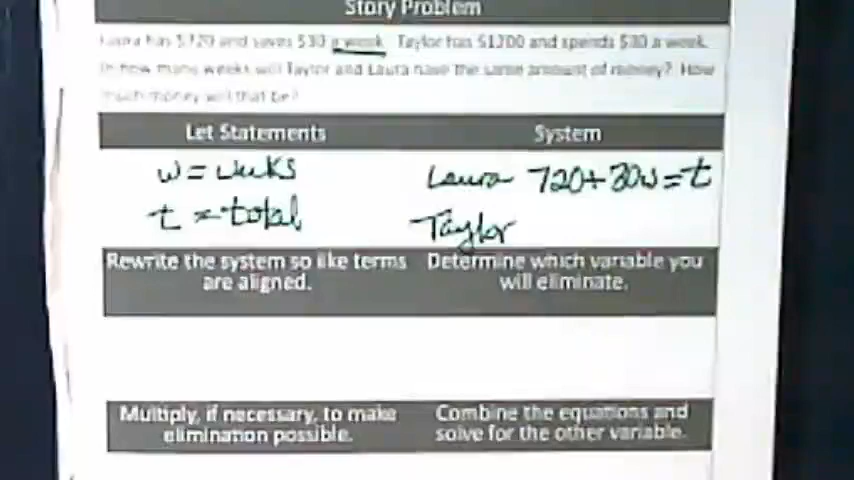 Story Problem
Laura has $720 and saves $30 a week. Taylor has $1200 and spends $30 a week.
In how many weeks will Taylor and Laura have the same amount of money? How
much money will that be?
Let Statements System
w = weeks Laura 720+30w=t
t = total Taylor
Rewrite the system so like terms are aligned. Determine which variable you will eliminate.
Multiply, if necessary, to make elimination possible. Combine the equations and solve for the other variable.